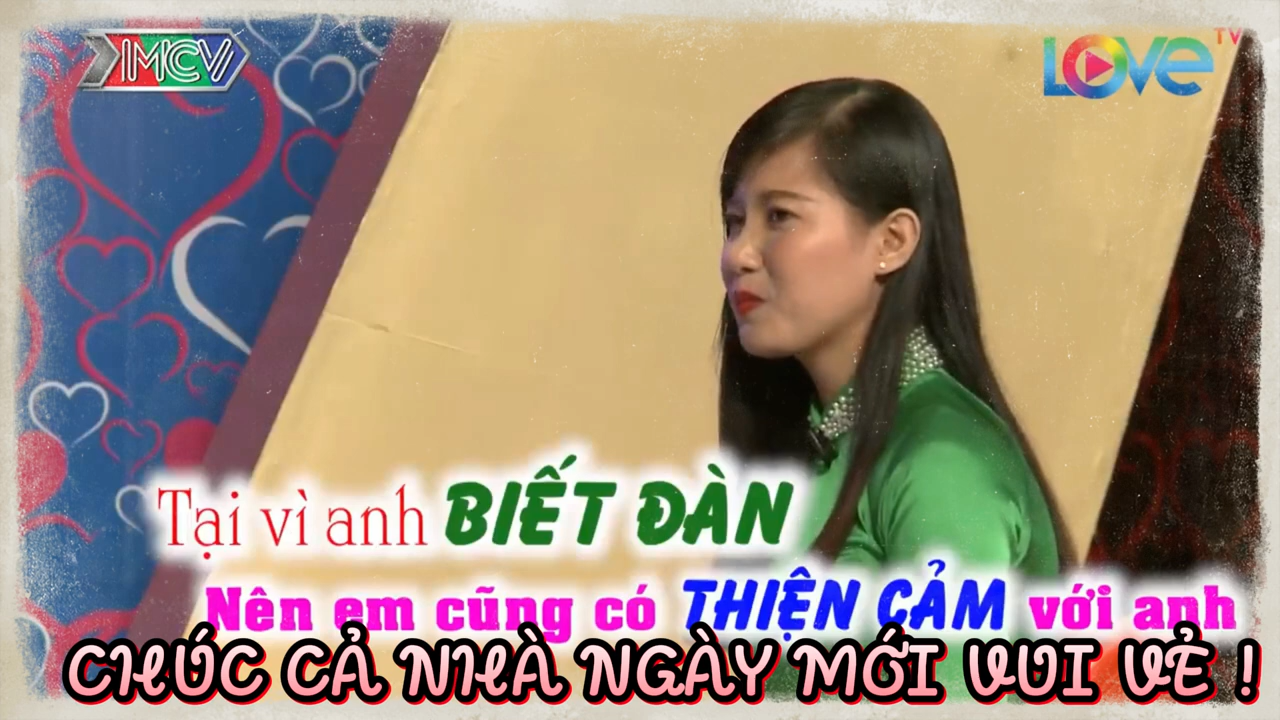 MCV
LOVE TV
Tại vì anh BIẾT ĐÀN
Nên em cũng có THIỆN CẢM với anh
CHÚC CẢ NHÀ NGÀY MỚI VUI VẺ !